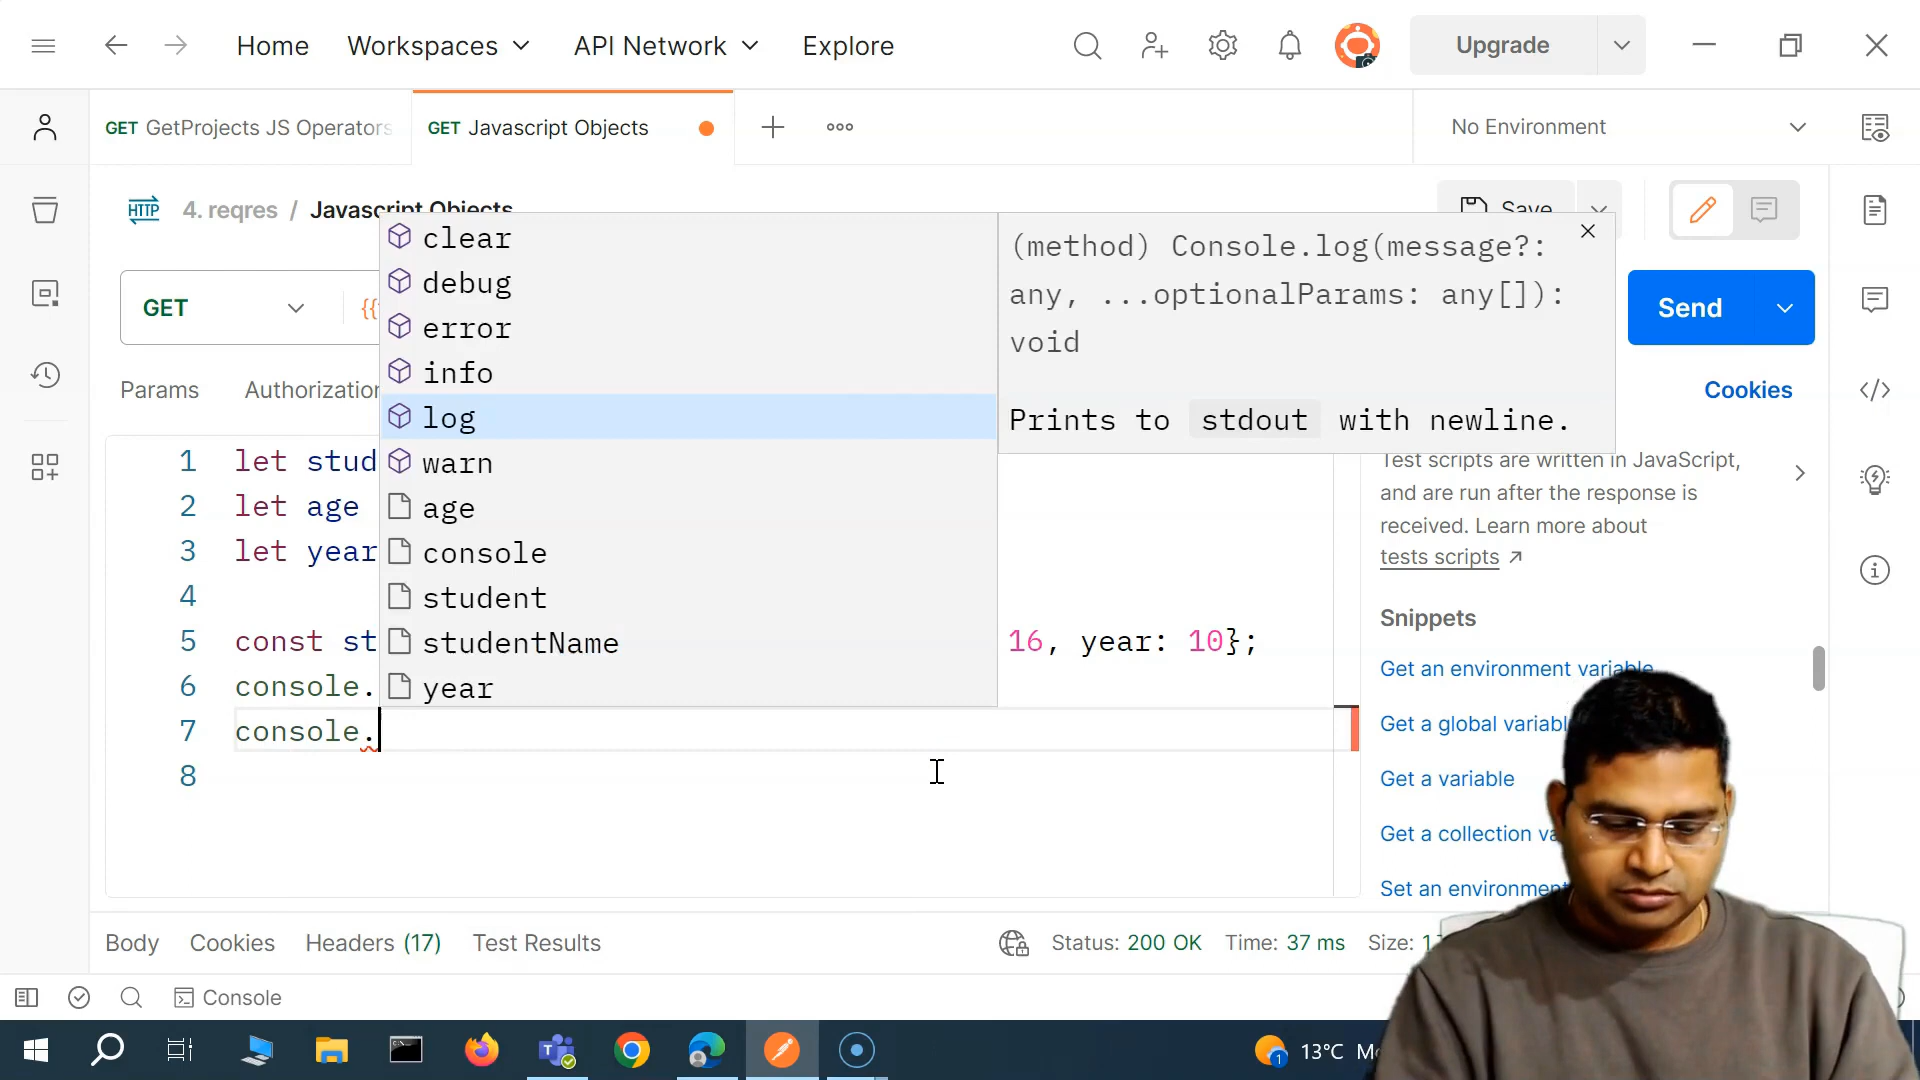 Home Workspaces API Network Explore Upgrade
GET GetProjects JS Operators GET Javascript Objects No Environment
HTTP 4. reqres / Javascript Objects Save
GET {{ Send
Params Authorization Cookies
clear
debug
error
info
log
warn
age
console
student
studentName
year
(method) Console.log(message?:
any, ...optionalParams: any[]):
void
Prints to stdout with newline.
1 let stud
2 let age
3 let year
4
5 const st 16, year: 10};
6 console.
7 console.
8
Test scripts are written in JavaScript,
and are run after the response is
received. Learn more about
tests scripts ↗
Snippets
Get an environment variable
Get a global variable
Get a variable
Get a collection va
Set an environment
Body Cookies Headers (17) Test Results Status: 200 OK Time: 37 ms Size:
Console
1 13°C